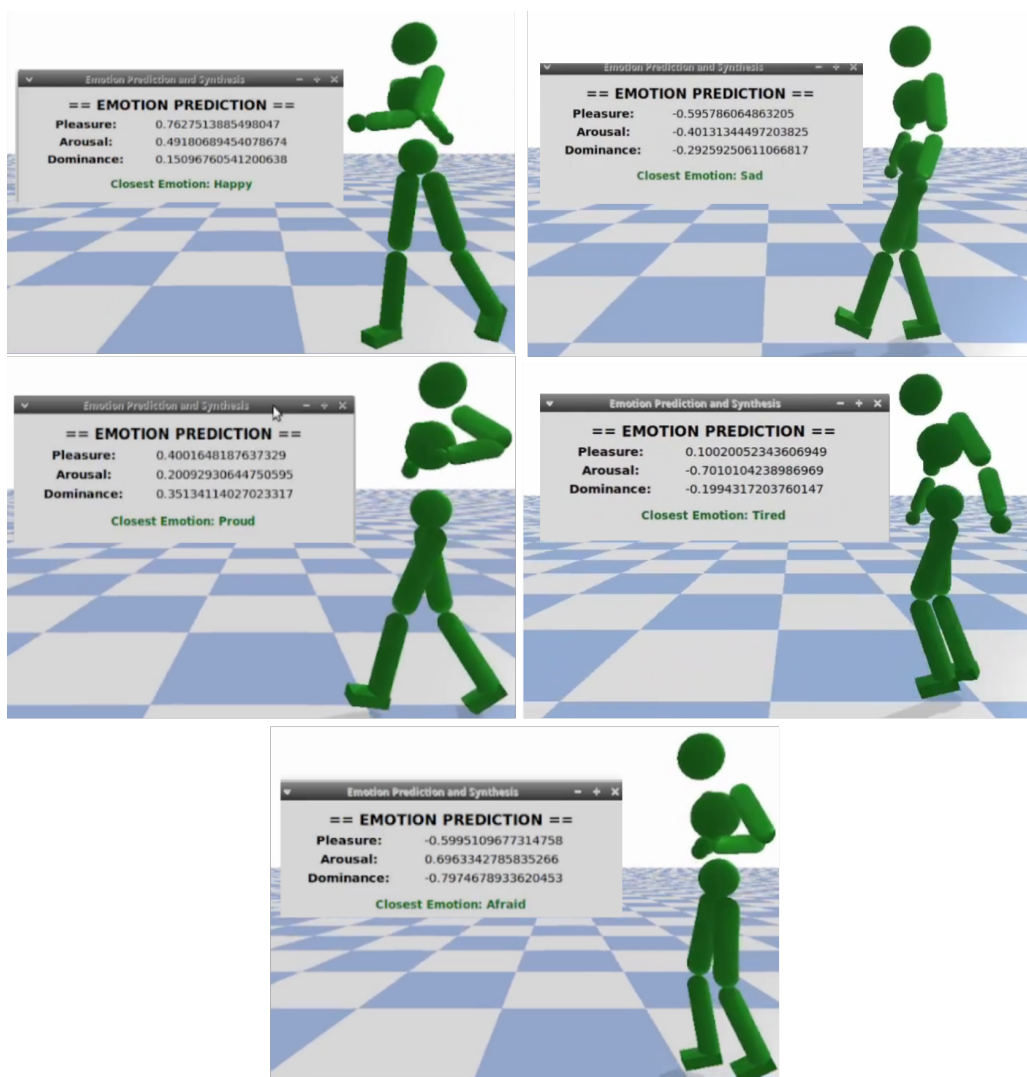 Emotion Prediction and Synthesis
== EMOTION PREDICTION ==
Pleasure: 0.7627513885498047
Arousal: 0.49180689454078674
Dominance: 0.15096760541200638
Closest Emotion: Happy
Emotion Prediction and Synthesis
== EMOTION PREDICTION ==
Pleasure: -0.595786064863205
Arousal: -0.40131344497203825
Dominance: -0.29259250611066817
Closest Emotion: Sad
Emotion Prediction and Synthesis
== EMOTION PREDICTION ==
Pleasure: 0.4001648187637329
Arousal: 0.20092930644750595
Dominance: 0.35134114027023317
Closest Emotion: Proud
Emotion Prediction and Synthesis
== EMOTION PREDICTION ==
Pleasure: 0.10020052343606949
Arousal: -0.7010104238986969
Dominance: -0.1994317203760147
Closest Emotion: Tired
Emotion Prediction and Synthesis
== EMOTION PREDICTION ==
Pleasure: -0.5995109677314758
Arousal: 0.6963342785835266
Dominance: -0.7974678933620453
Closest Emotion: Afraid